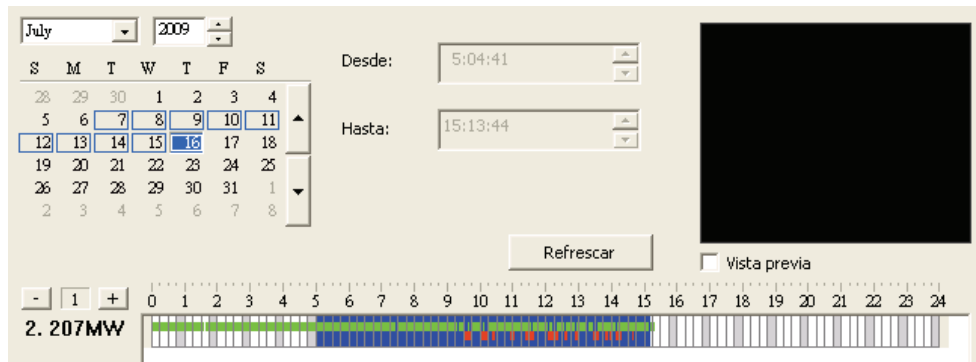 July 2009
S M T W T F S
28 29 30 1 2 3 4
5 6 7 8 9 10 11
12 13 14 15 16 17 18
19 20 21 22 23 24 25
26 27 28 29 30 31 1
2 3 4 5 6 7 8
Desde: 5:04:41
Hasta: 15:13:44
Refrescar
Vista previa
- 1 + 0 1 2 3 4 5 6 7 8 9 10 11 12 13 14 15 16 17 18 19 20 21 22 23 24
2. 207MW